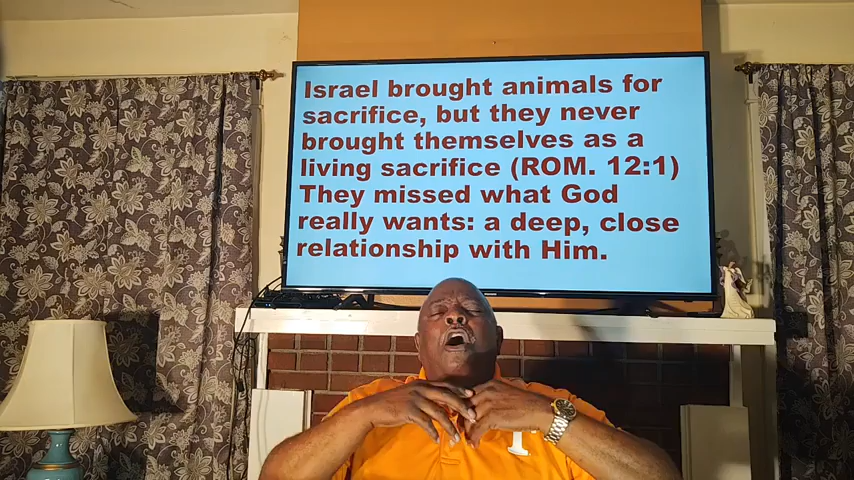 Israel brought animals for
sacrifice, but they never
brought themselves as a
living sacrifice (ROM. 12:1)
They missed what God
really wants: a deep, close
relationship with Him.